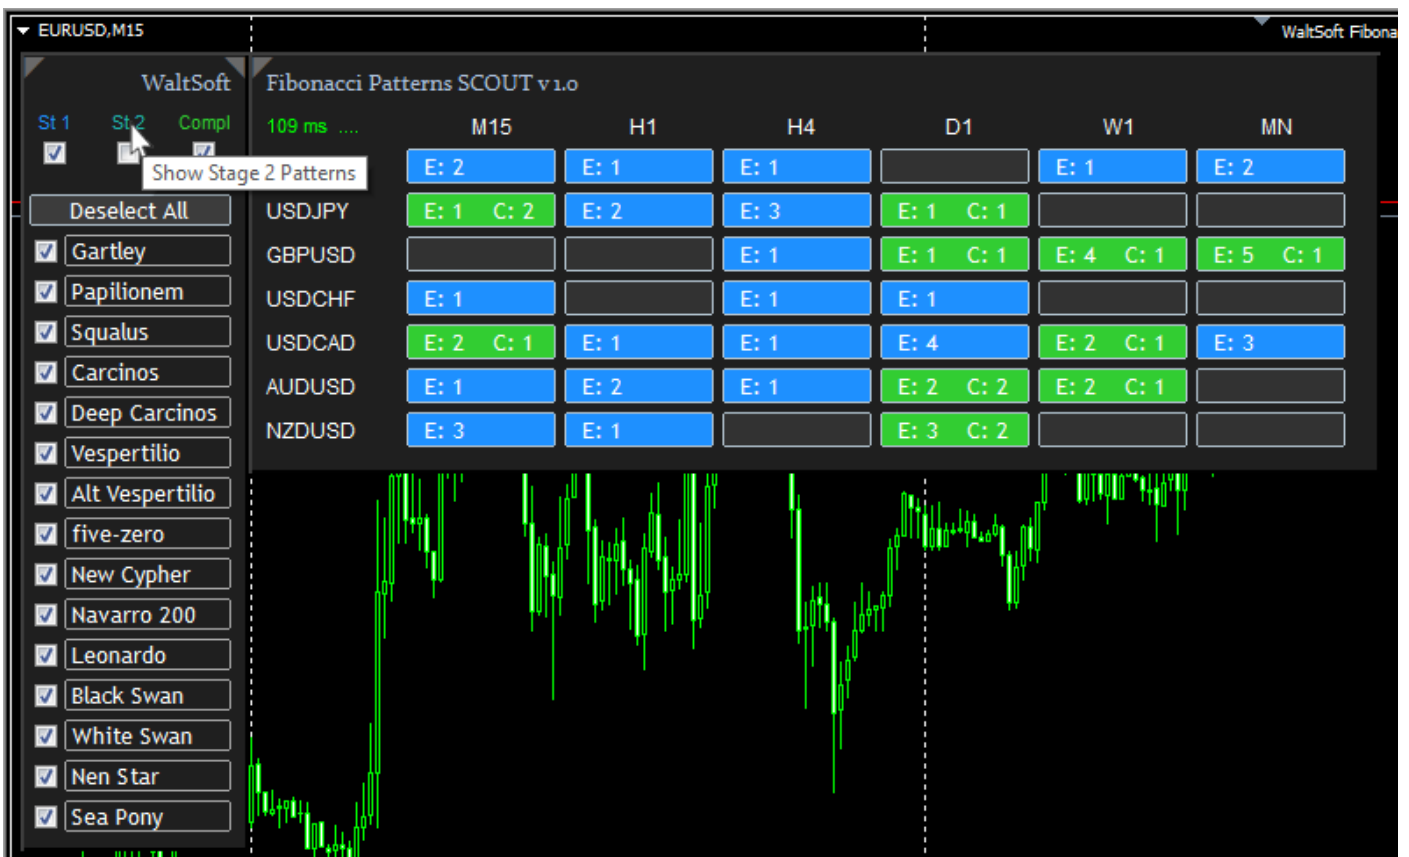 EURUSD,M15
WaltSoft Fibona
WaltSoft
Fibonacci Patterns SCOUT v 1.0
St 1 St 2 Compl
109 ms .... M15 H1 H4 D1 W1 MN
Show Stage 2 Patterns
E: 2 E: 1 E: 1 E: 1 E: 2
Deselect All
USDJPY E: 1 C: 2 E: 2 E: 3 E: 1 C: 1
GBPUSD E: 1 E: 1 C: 1 E: 4 C: 1 E: 5 C: 1
USDCHF E: 1 E: 1 E: 1
USDCAD E: 2 C: 1 E: 1 E: 1 E: 4 E: 2 C: 1 E: 3
AUDUSD E: 1 E: 2 E: 1 E: 2 C: 2 E: 2 C: 1
NZDUSD E: 3 E: 1 E: 3 C: 2
Gartley
Papilionem
Squalus
Carcinos
Deep Carcinos
Vespertilio
Alt Vespertilio
five-zero
New Cypher
Navarro 200
Leonardo
Black Swan
White Swan
Nen Star
Sea Pony